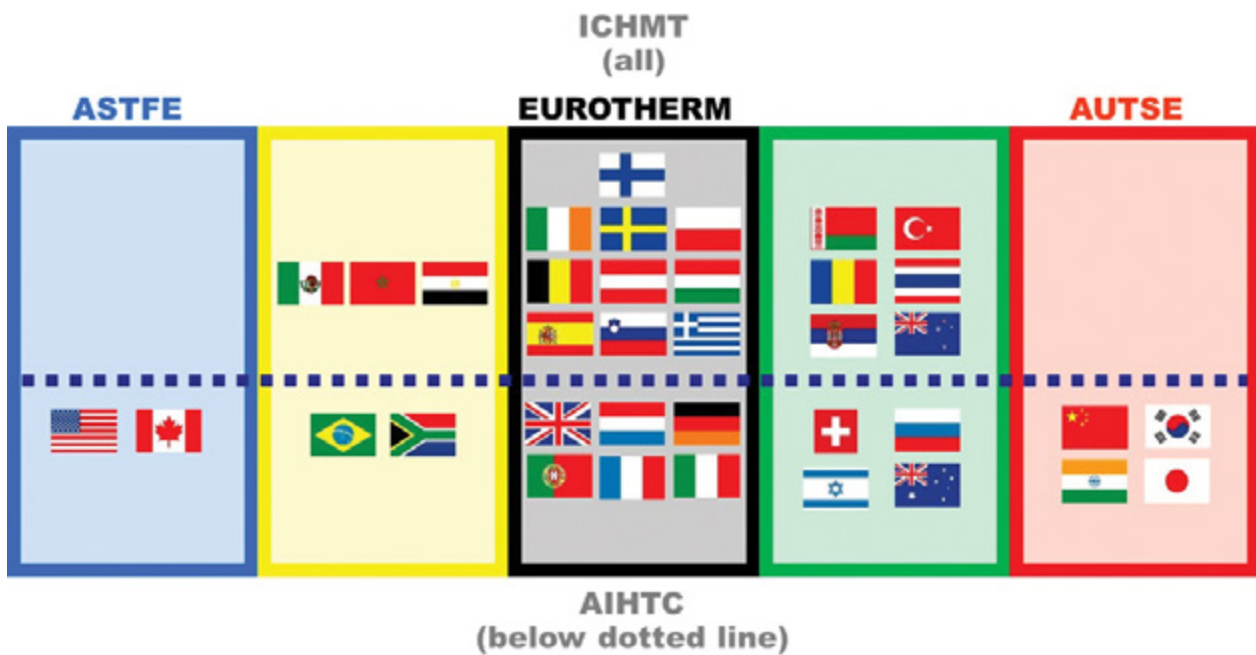 ICHMT
(all)
ASTFE EUROTHERM AUTSE
AIHTC
(below dotted line)